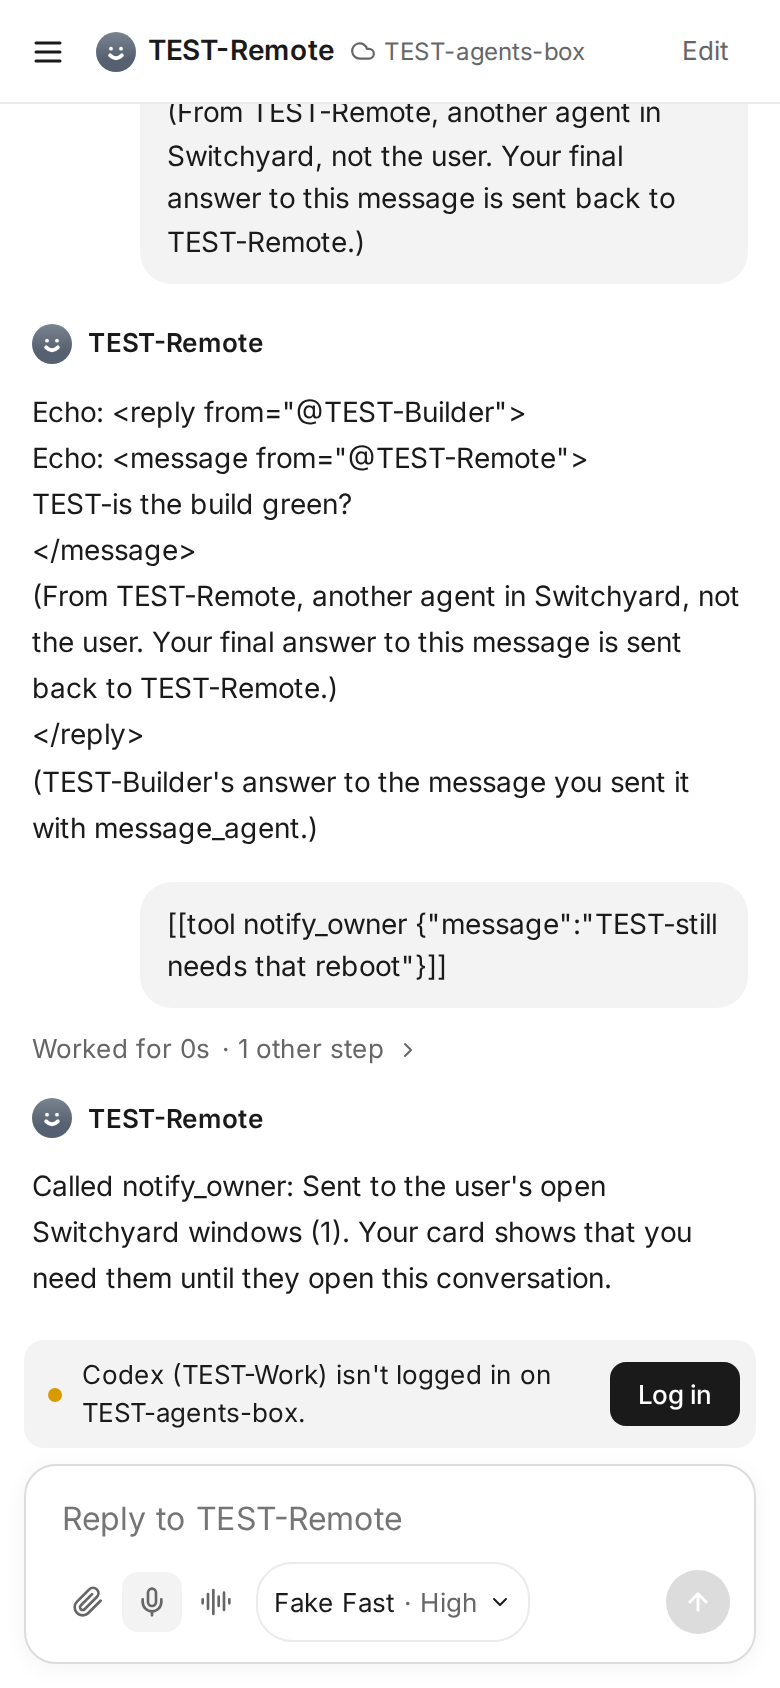 TEST-Remote TEST-agents-box Edit
(From TEST-Remote, another agent in
Switchyard, not the user. Your final
answer to this message is sent back to
TEST-Remote.)
TEST-Remote
Echo: <reply from="@TEST-Builder">
Echo: <message from="@TEST-Remote">
TEST-is the build green?
</message>
(From TEST-Remote, another agent in Switchyard, not
the user. Your final answer to this message is sent
back to TEST-Remote.)
</reply>
(TEST-Builder's answer to the message you sent it
with message_agent.)
[[tool notify_owner {"message":"TEST-still
needs that reboot"}]]
Worked for 0s · 1 other step
TEST-Remote
Called notify_owner: Sent to the user's open
Switchyard windows (1). Your card shows that you
need them until they open this conversation.
Codex (TEST-Work) isn't logged in on
TEST-agents-box.
Log in
Reply to TEST-Remote
Fake Fast · High